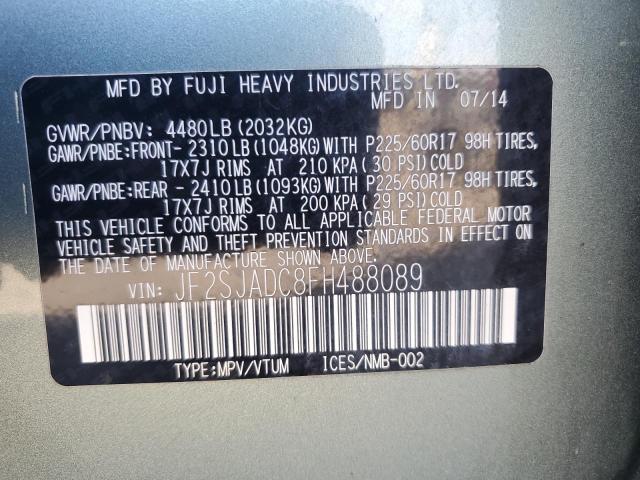 MFD BY FUJI HEAVY INDUSTRIES LTD.
MFD IN 07/14
GVWR/PNBV: 4480LB (2032KG)
GAWR/PNBE:FRONT- 2310LB (1048KG) WITH P225/60R17 98H TIRES,
17X7J RIMS AT 210 KPA (30 PSI) COLD
GAWR/PNBE:REAR - 2410LB (1093KG) WITH P225/60R17 98H TIRES,
17X7J RIMS AT 200 KPA (29 PSI) COLD
THIS VEHICLE CONFORMS TO ALL APPLICABLE FEDERAL MOTOR
VEHICLE SAFETY AND THEFT PREVENTION STANDARDS IN EFFECT ON
THE DATE OF MANUFACTURE SHOWN ABOVE.
VIN: JF2SJADC8FH488089
TYPE:MPV/VTUM ICES/NMB-002